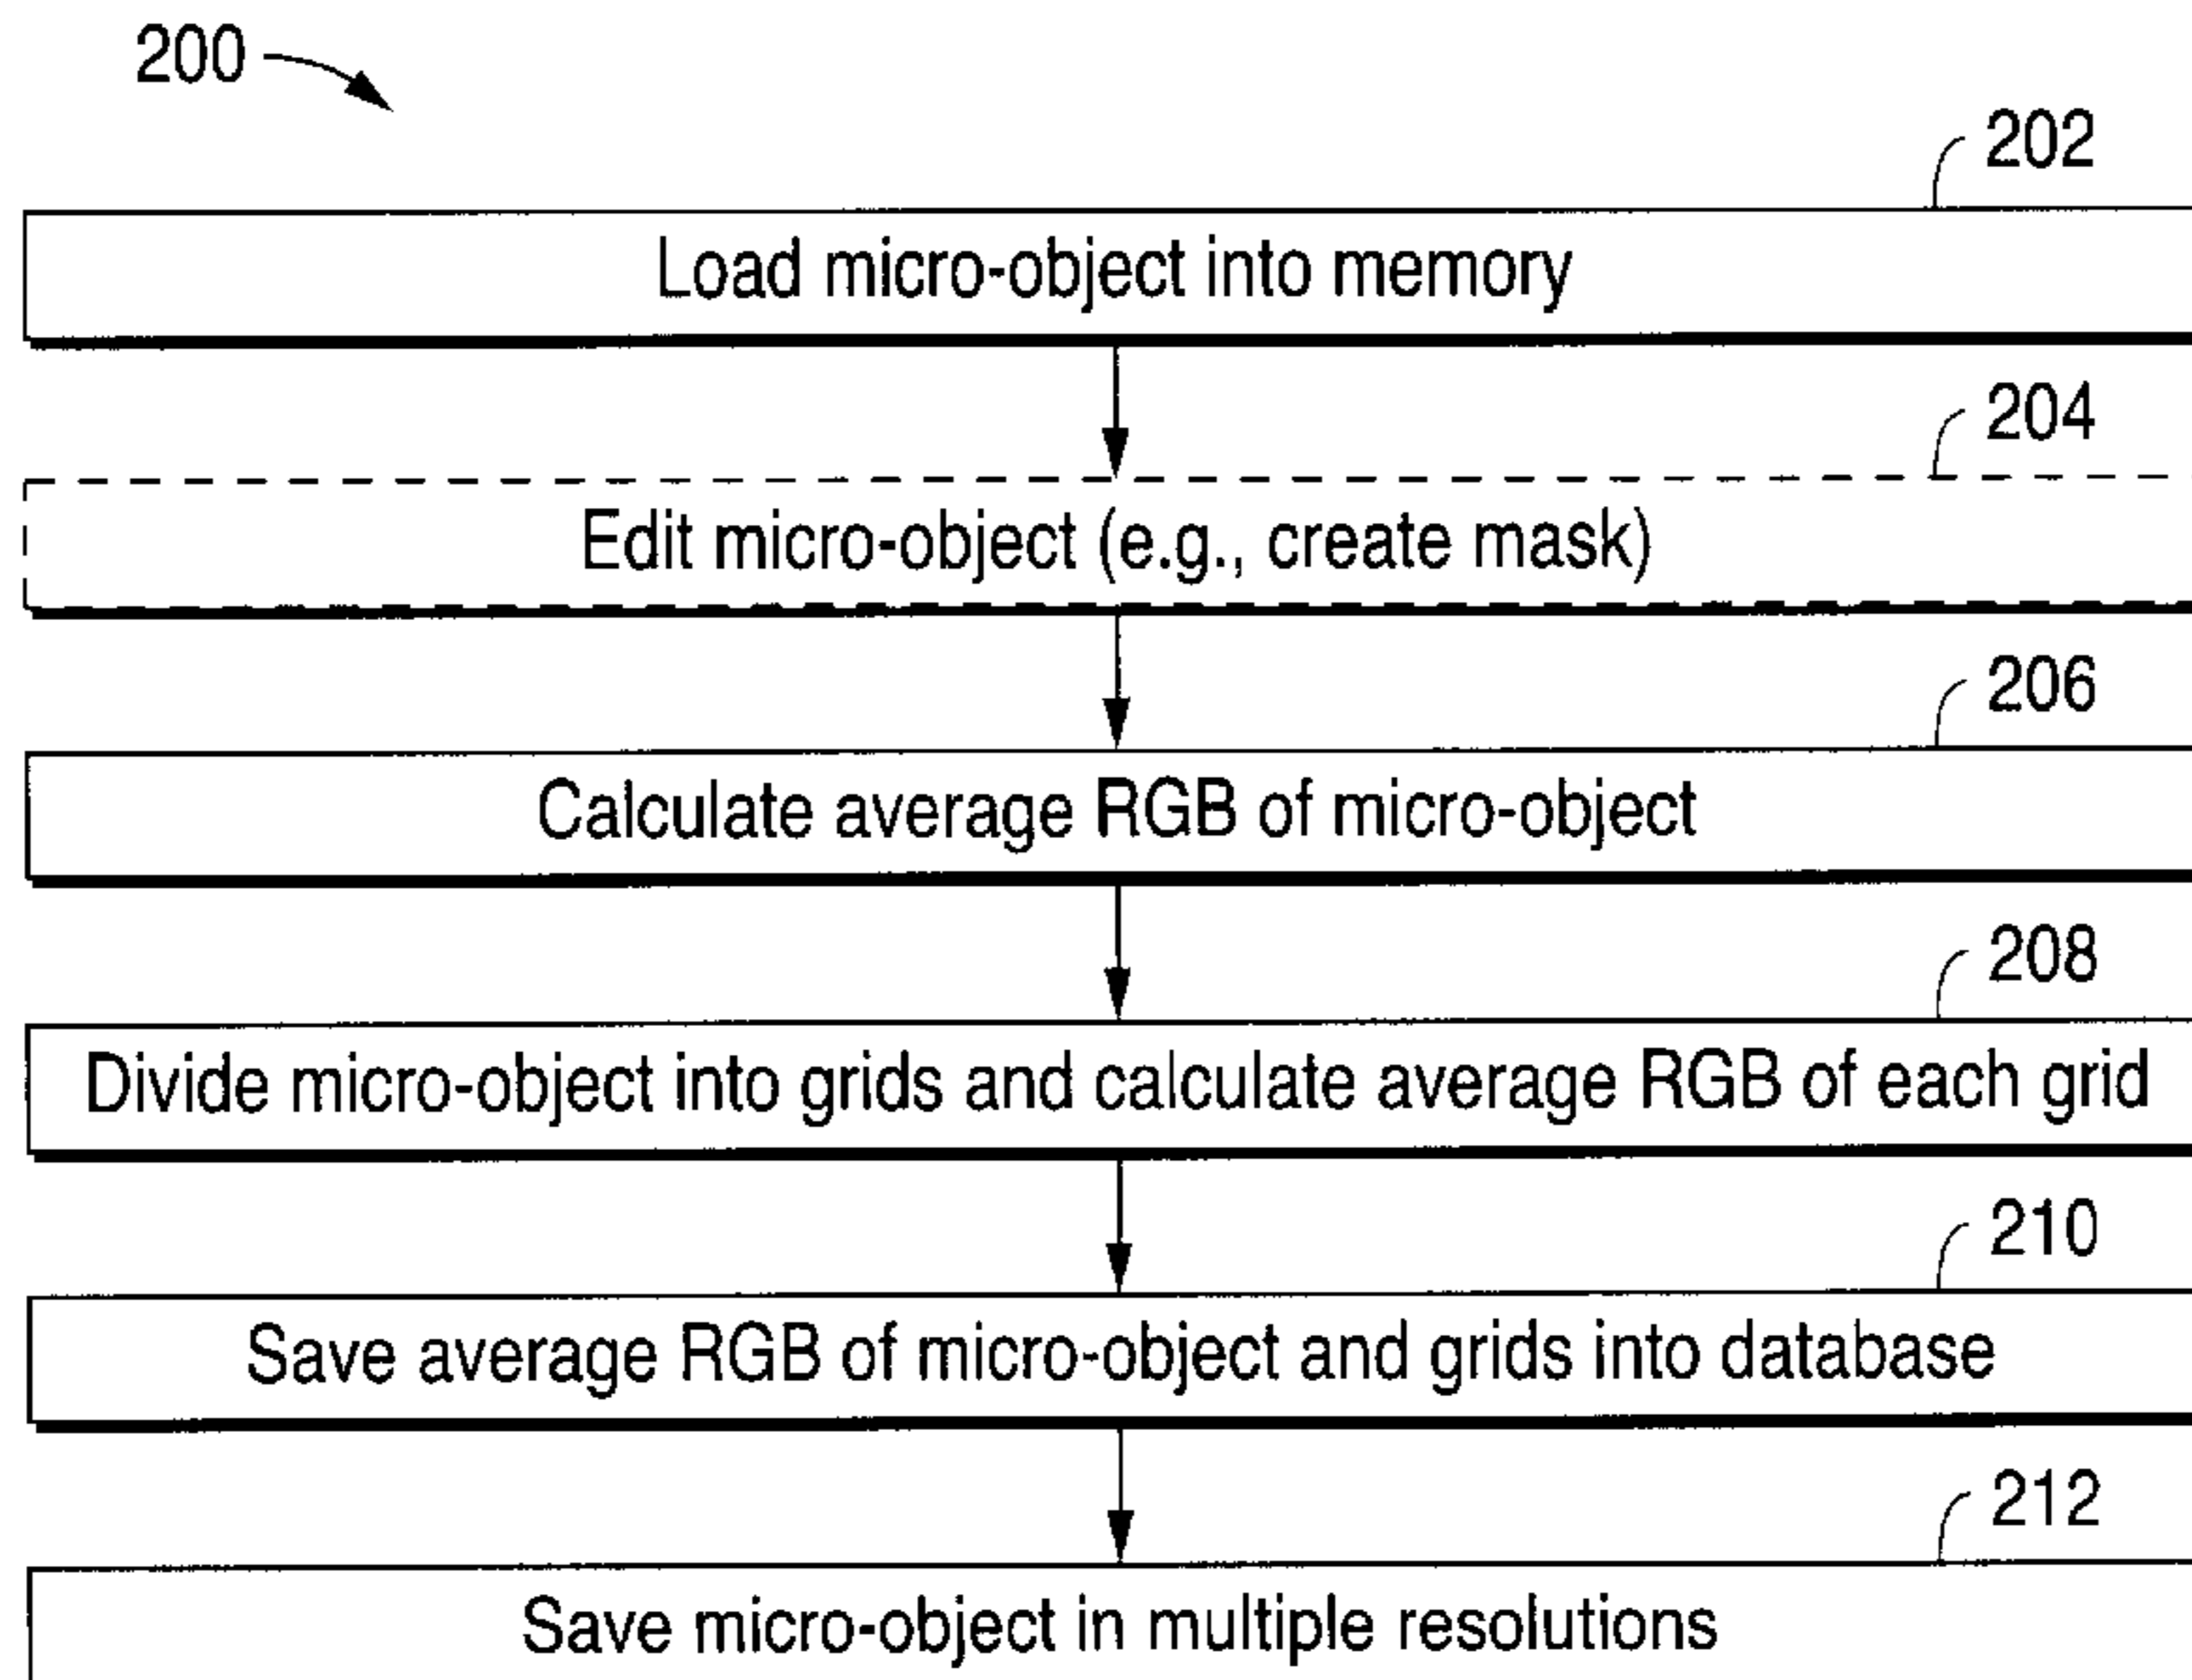 200
202
Load micro-object into memory
204
Edit micro-object (e.g., create mask)
206
Calculate average RGB of micro-object
208
Divide micro-object into grids and calculate average RGB of each grid
210
Save average RGB of micro-object and grids into database
212
Save micro-object in multiple resolutions